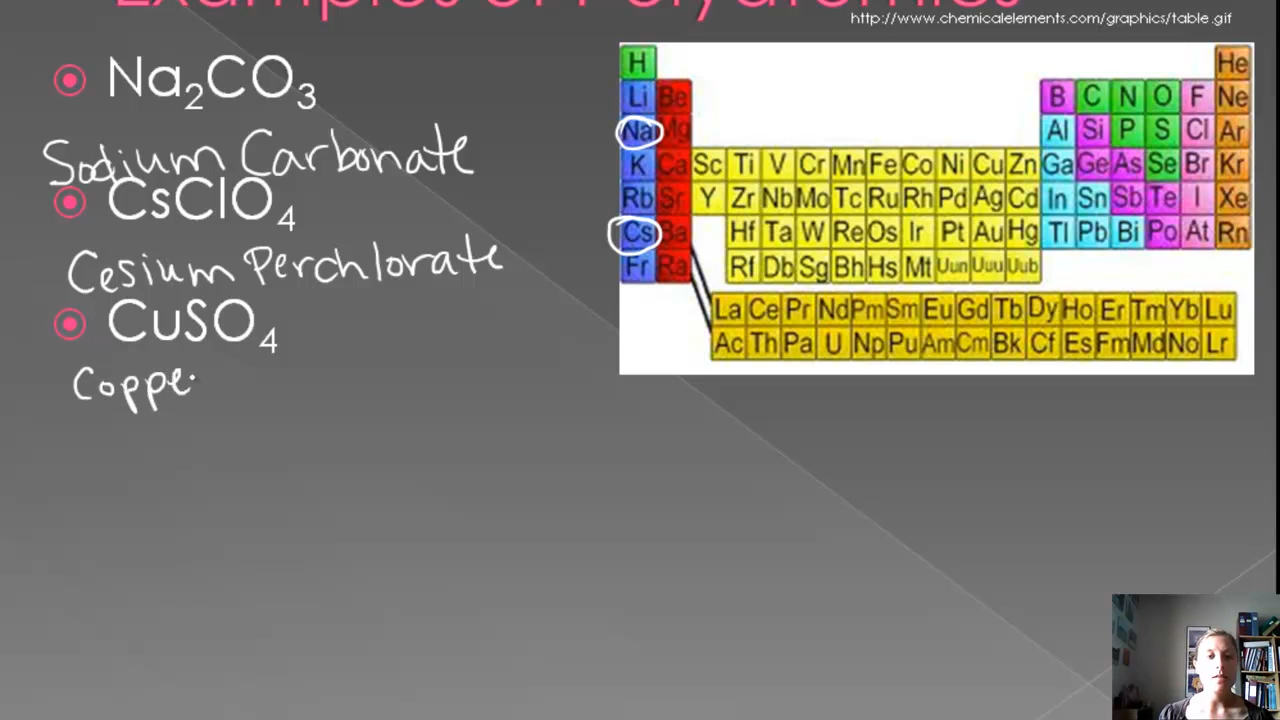 Examples of Polyatomics
http://www.chemicalelements.com/graphics/table.gif
Na₂CO₃
Sodium Carbonate
CsClO₄
Cesium Perchlorate
CuSO₄
Coppe
H He
Li Be B C N O F Ne
Na Mg Al Si P S Cl Ar
K Ca Sc Ti V Cr Mn Fe Co Ni Cu Zn Ga Ge As Se Br Kr
Rb Sr Y Zr Nb Mo Tc Ru Rh Pd Ag Cd In Sn Sb Te I Xe
Cs Ba Hf Ta W Re Os Ir Pt Au Hg Tl Pb Bi Po At Rn
Fr Ra Rf Db Sg Bh Hs Mt Uun Uuu Uub
La Ce Pr Nd Pm Sm Eu Gd Tb Dy Ho Er Tm Yb Lu
Ac Th Pa U Np Pu Am Cm Bk Cf Es Fm Md No Lr